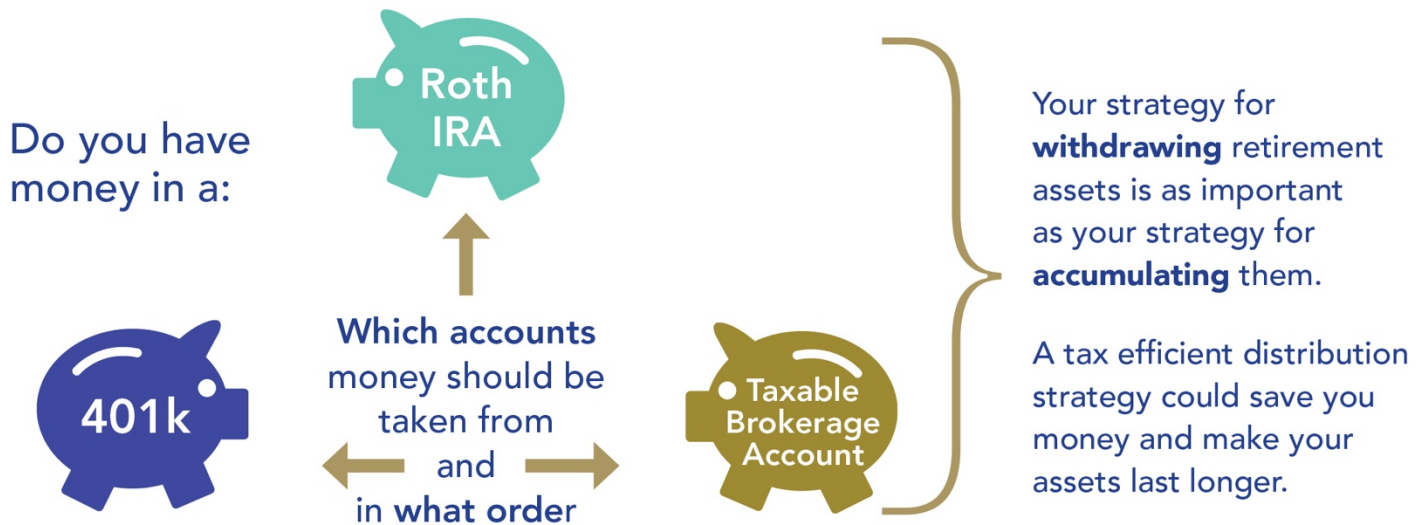 Do you have
money in a:
Roth
IRA
401k
Which accounts
money should be
taken from
and
in what order
Taxable
Brokerage
Account
Your strategy for
withdrawing retirement
assets is as important
as your strategy for
accumulating them.
A tax efficient distribution
strategy could save you
money and make your
assets last longer.